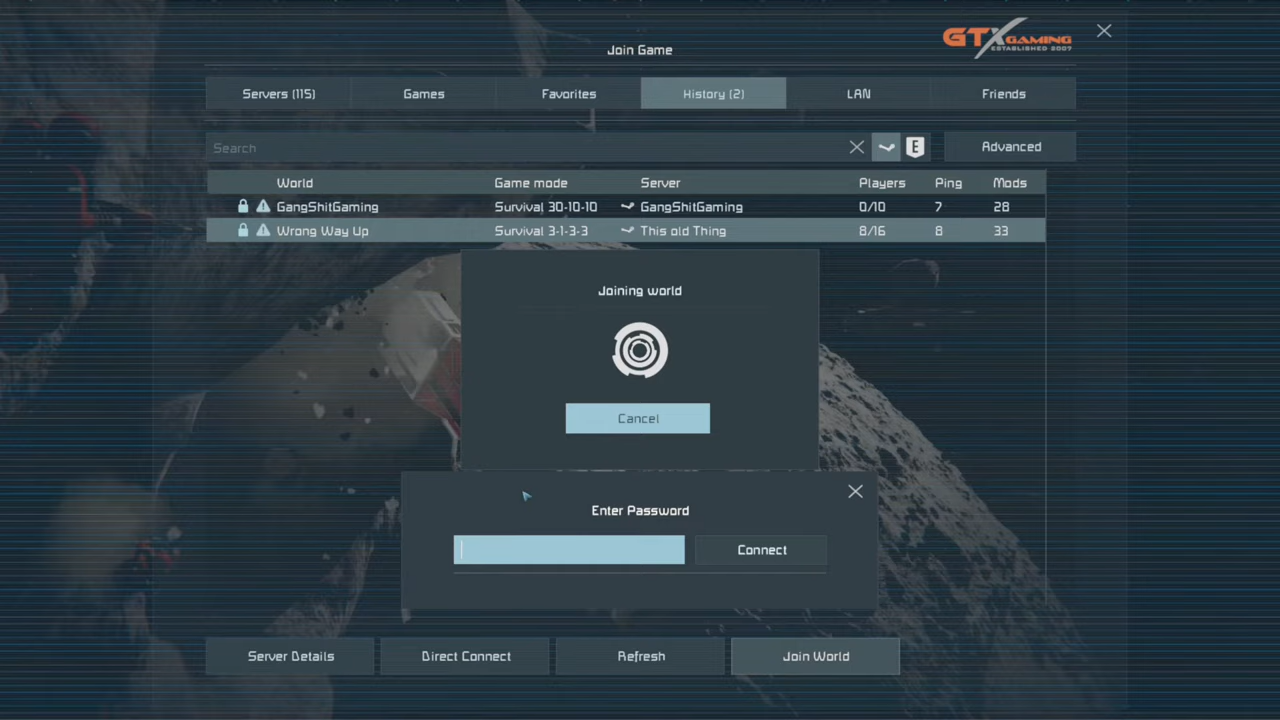 GTXGAMING
ESTABLISHED 2007
Join Game
Servers (115) Games Favorites History (2) LAN Friends
Search E Advanced
World Game mode Server Players Ping Mods
GangShitGaming Survival 30-10-10 GangShitGaming 0/10 7 28
Wrong Way Up Survival 3-1-3-3 This old Thing 8/16 8 33
Joining world
Cancel
Enter Password
Connect
Server Details Direct Connect Refresh Join World